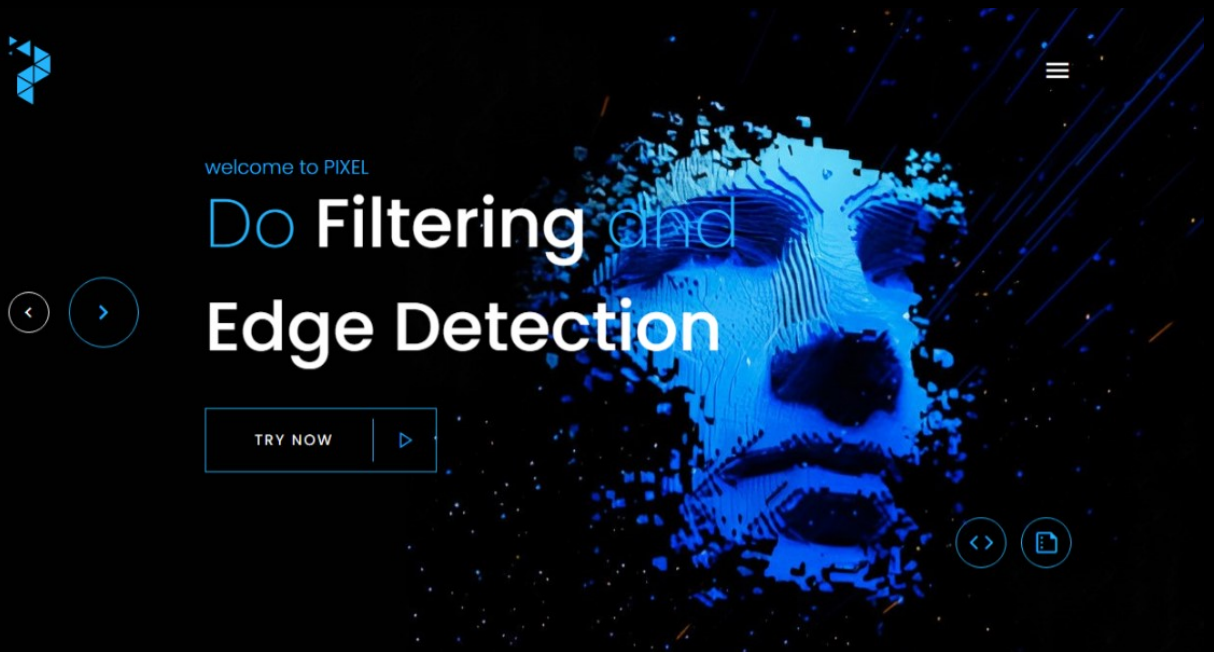 welcome to PIXEL
Do Filtering and
Edge Detection
TRY NOW